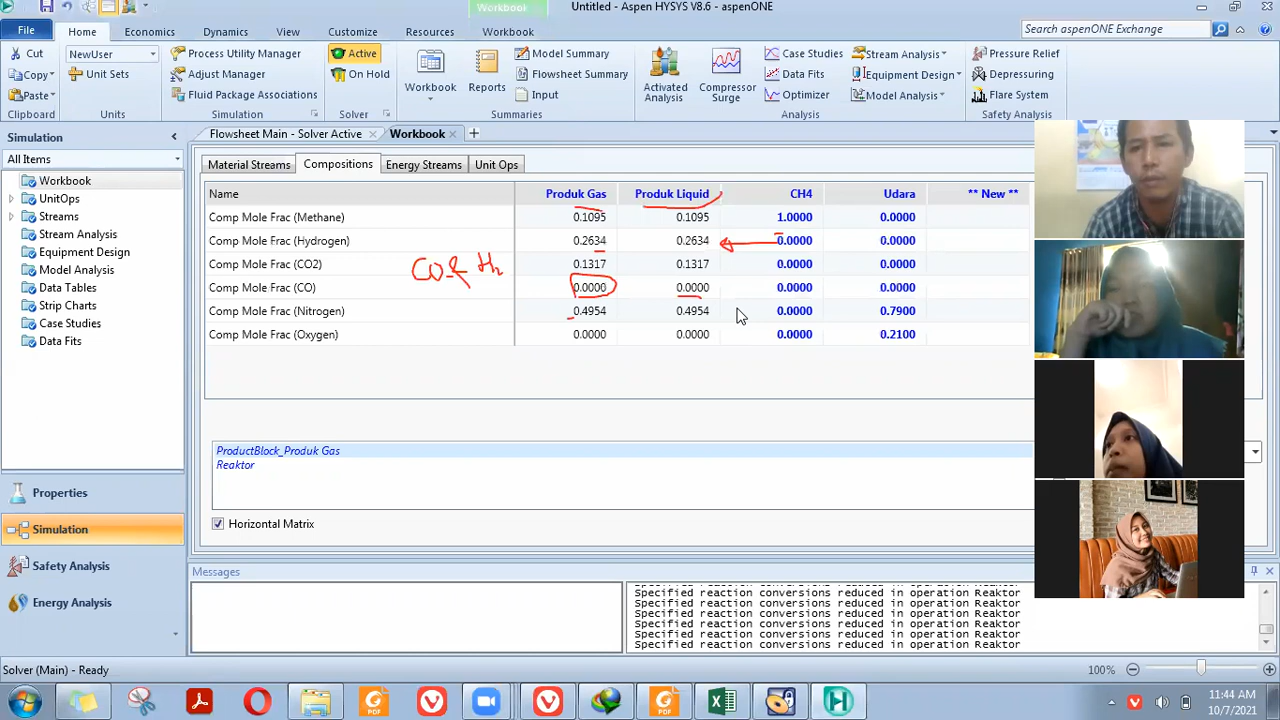 Workbook
Untitled - Aspen HYSYS V8.6 - aspenONE
File
Home
Economics
Dynamics
View
Customize
Resources
Workbook
Search aspenONE Exchange
Cut
NewUser
Process Utility Manager
Active
Model Summary
Case Studies
Stream Analysis
Pressure Relief
Copy
Unit Sets
Adjust Manager
On Hold
Flowsheet Summary
Data Fits
Equipment Design
Depressuring
Paste
Fluid Package Associations
Workbook
Reports
Input
Activated
Analysis
Compressor
Surge
Optimizer
Model Analysis
Flare System
Clipboard
Units
Simulation
Solver
Summaries
Analysis
Safety Analysis
Simulation
Flowsheet Main - Solver Active
Workbook
All Items
Material Streams
Compositions
Energy Streams
Unit Ops
Workbook
UnitOps
Streams
Stream Analysis
Equipment Design
Model Analysis
Data Tables
Strip Charts
Case Studies
Data Fits
Name Produk Gas Produk Liquid CH4 Udara ** New **
Comp Mole Frac (Methane) 0.1095 0.1095 1.0000 0.0000
Comp Mole Frac (Hydrogen) 0.2634 0.2634 0.0000 0.0000
Comp Mole Frac (CO2) 0.1317 0.1317 0.0000 0.0000
Comp Mole Frac (CO) 0.0000 0.0000 0.0000 0.0000
Comp Mole Frac (Nitrogen) 0.4954 0.4954 0.0000 0.7900
Comp Mole Frac (Oxygen) 0.0000 0.0000 0.0000 0.2100
ProductBlock_Produk Gas
Reaktor
Horizontal Matrix
Properties
Simulation
Safety Analysis
Energy Analysis
Messages
Specified reaction conversions reduced in operation Reaktor
Specified reaction conversions reduced in operation Reaktor
Specified reaction conversions reduced in operation Reaktor
Specified reaction conversions reduced in operation Reaktor
Specified reaction conversions reduced in operation Reaktor
Specified reaction conversions reduced in operation Reaktor
Solver (Main) - Ready
100%
PDF
PDF
11:44 AM
10/7/2021